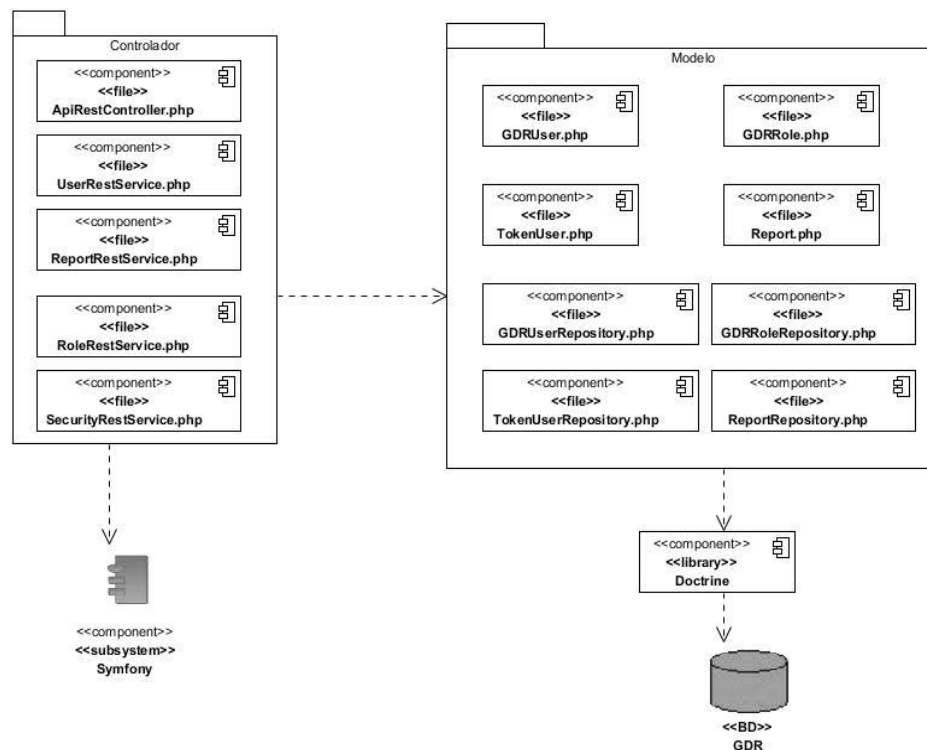 Controlador
<<component>>
<<file>>
ApiRestController.php
<<component>>
<<file>>
UserRestService.php
<<component>>
<<file>>
ReportRestService.php
<<component>>
<<file>>
RoleRestService.php
<<component>>
<<file>>
SecurityRestService.php
<<component>>
<<subsystem>>
Symfony
Modelo
<<component>>
<<file>>
GDRUser.php
<<component>>
<<file>>
GDRRole.php
<<component>>
<<file>>
TokenUser.php
<<component>>
<<file>>
Report.php
<<component>>
<<file>>
GDRUserRepository.php
<<component>>
<<file>>
GDRRoleRepository.php
<<component>>
<<file>>
TokenUserRepository.php
<<component>>
<<file>>
ReportRepository.php
<<component>>
<<library>>
Doctrine
<<BD>>
GDR